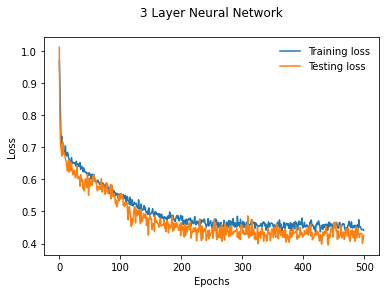 3 Layer Neural Network
1.0
0.9
0.8
0.7
0.6
0.5
0.4
Loss
Training loss
Testing loss
0
100
200
300
400
500
Epochs